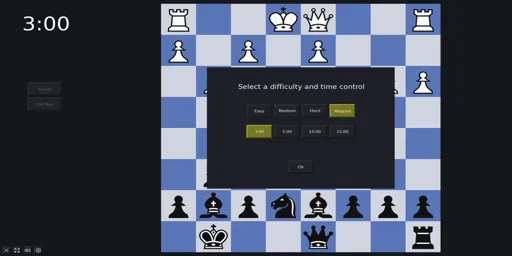 3:00
Select a difficulty and time control
Easy Medium Hard Magnus
3:00 5:00 10:00 15:00
Ok